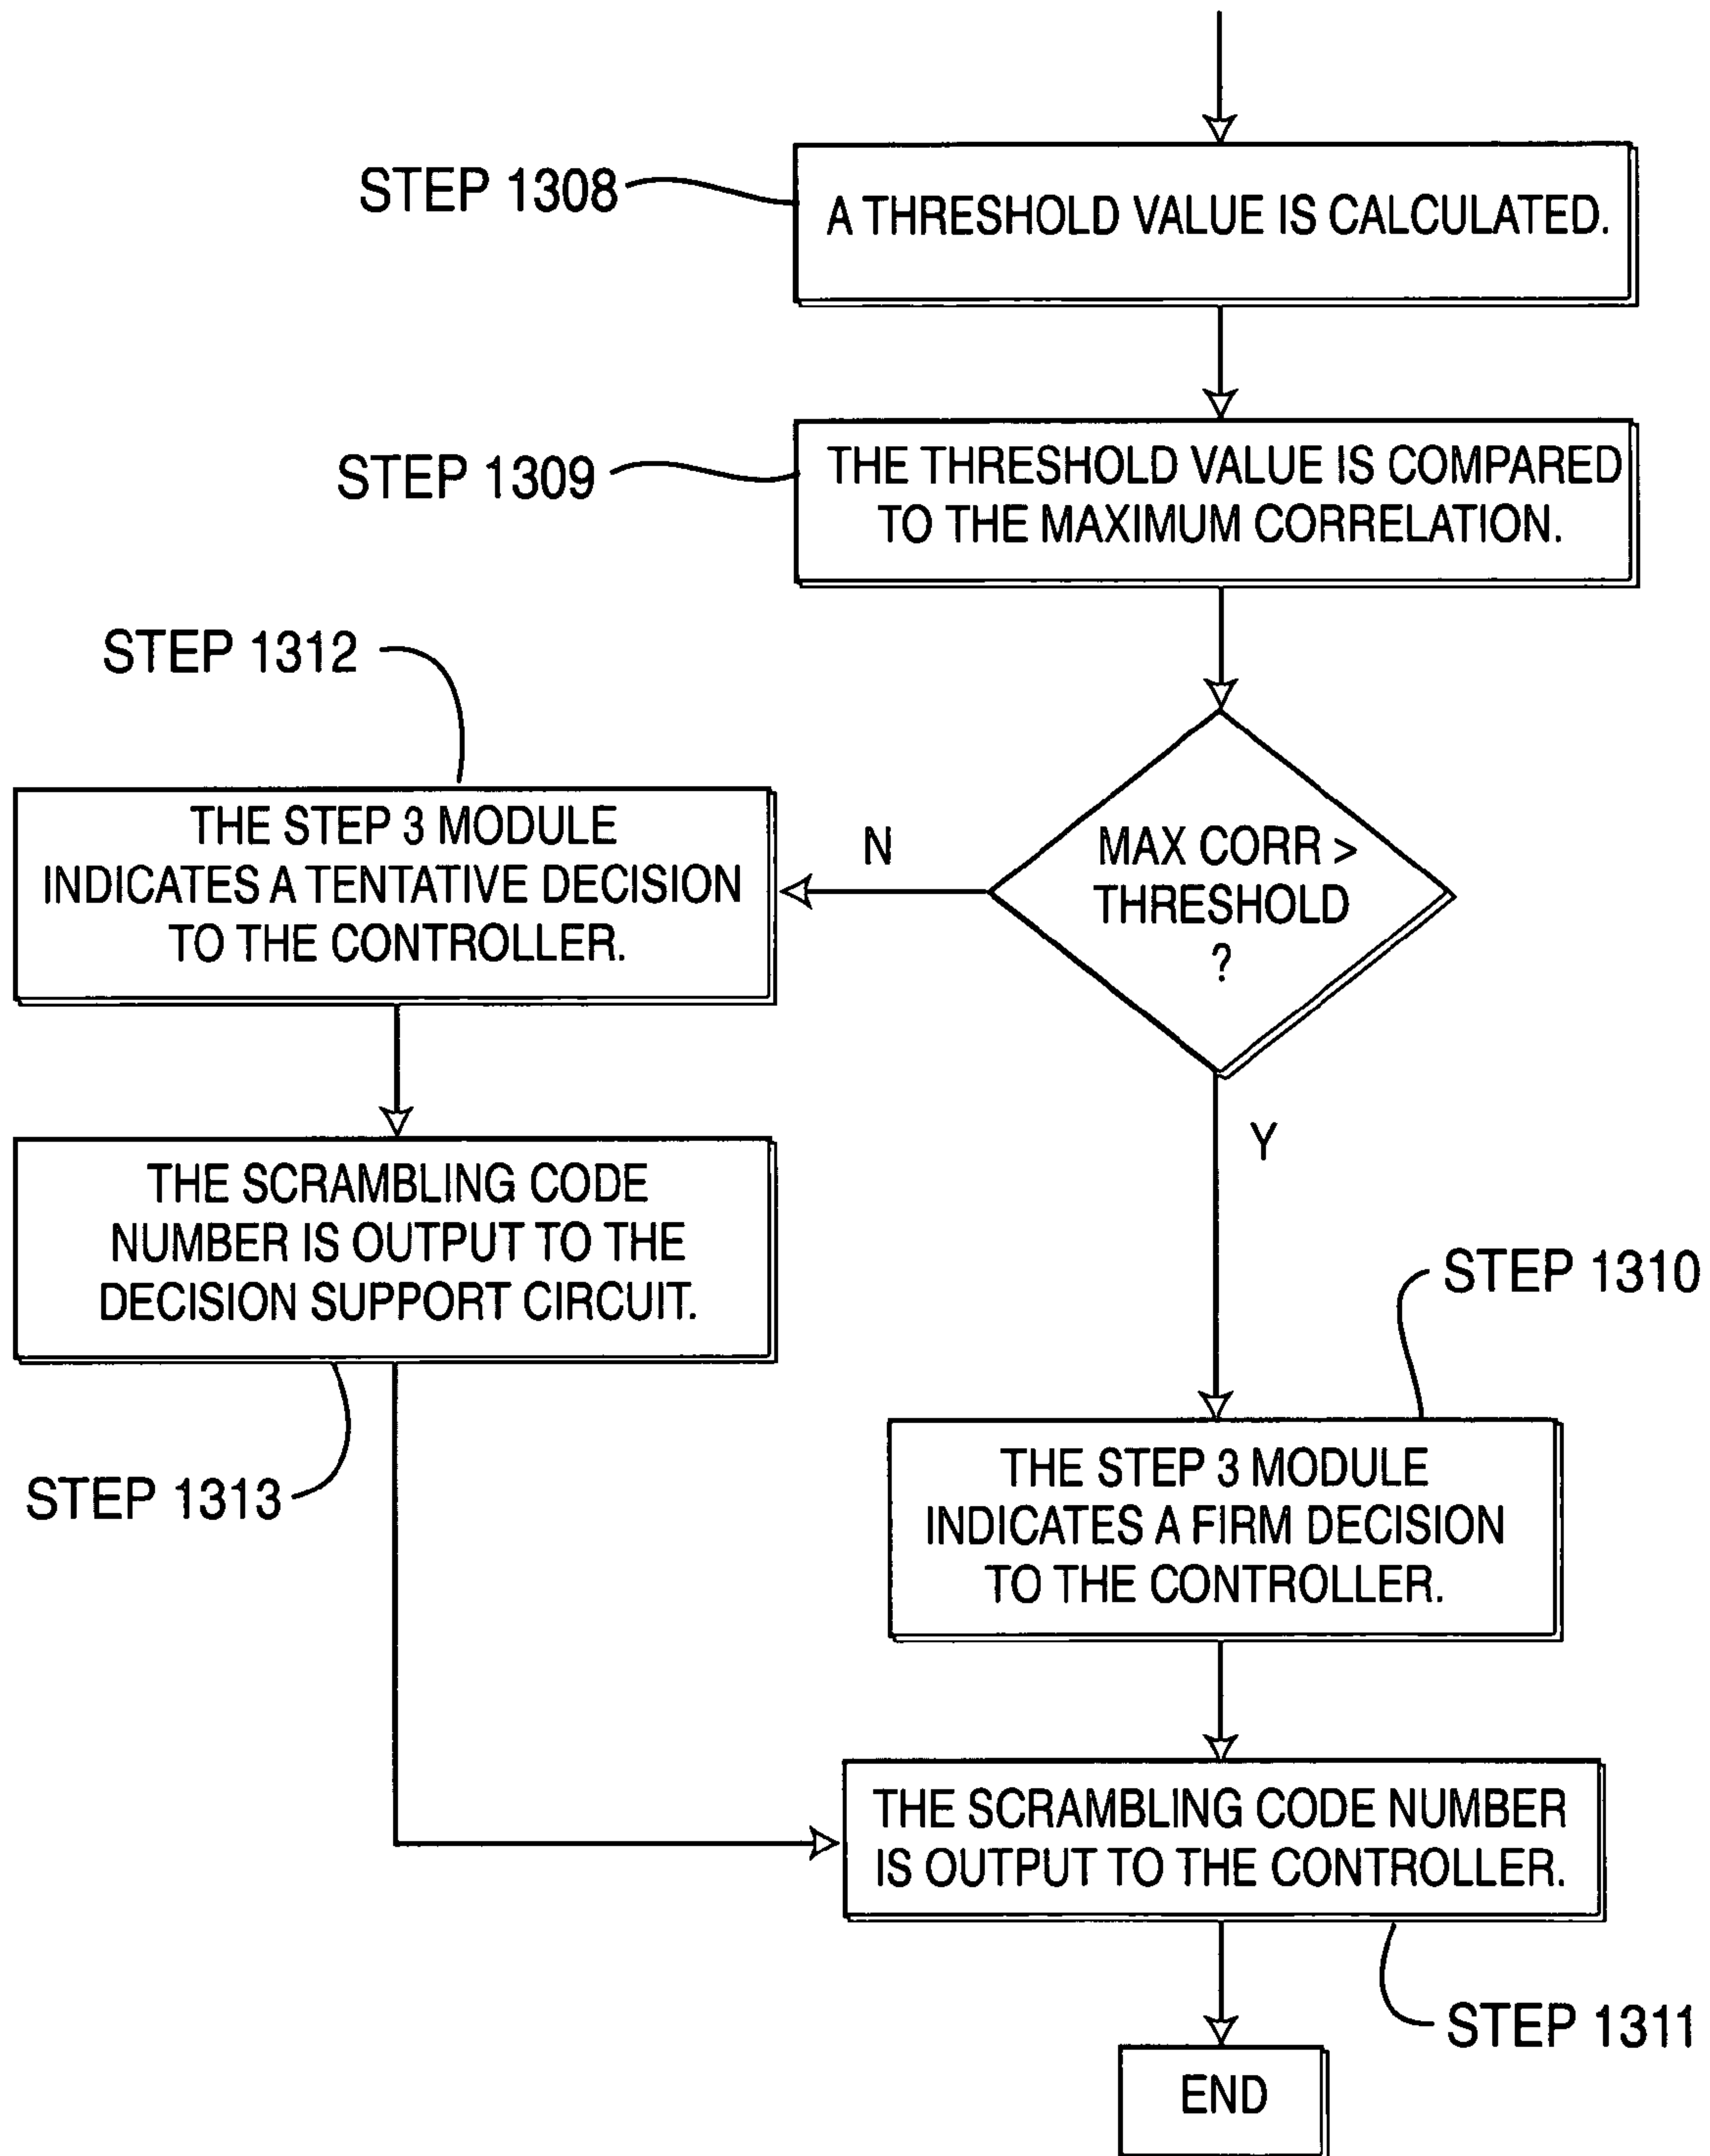 STEP 1308
A THRESHOLD VALUE IS CALCULATED.
STEP 1309
THE THRESHOLD VALUE IS COMPARED
TO THE MAXIMUM CORRELATION.
MAX CORR >
THRESHOLD
?
N
STEP 1312
THE STEP 3 MODULE
INDICATES A TENTATIVE DECISION
TO THE CONTROLLER.
THE SCRAMBLING CODE
NUMBER IS OUTPUT TO THE
DECISION SUPPORT CIRCUIT.
STEP 1313
Y
STEP 1310
THE STEP 3 MODULE
INDICATES A FIRM DECISION
TO THE CONTROLLER.
THE SCRAMBLING CODE NUMBER
IS OUTPUT TO THE CONTROLLER.
STEP 1311
END